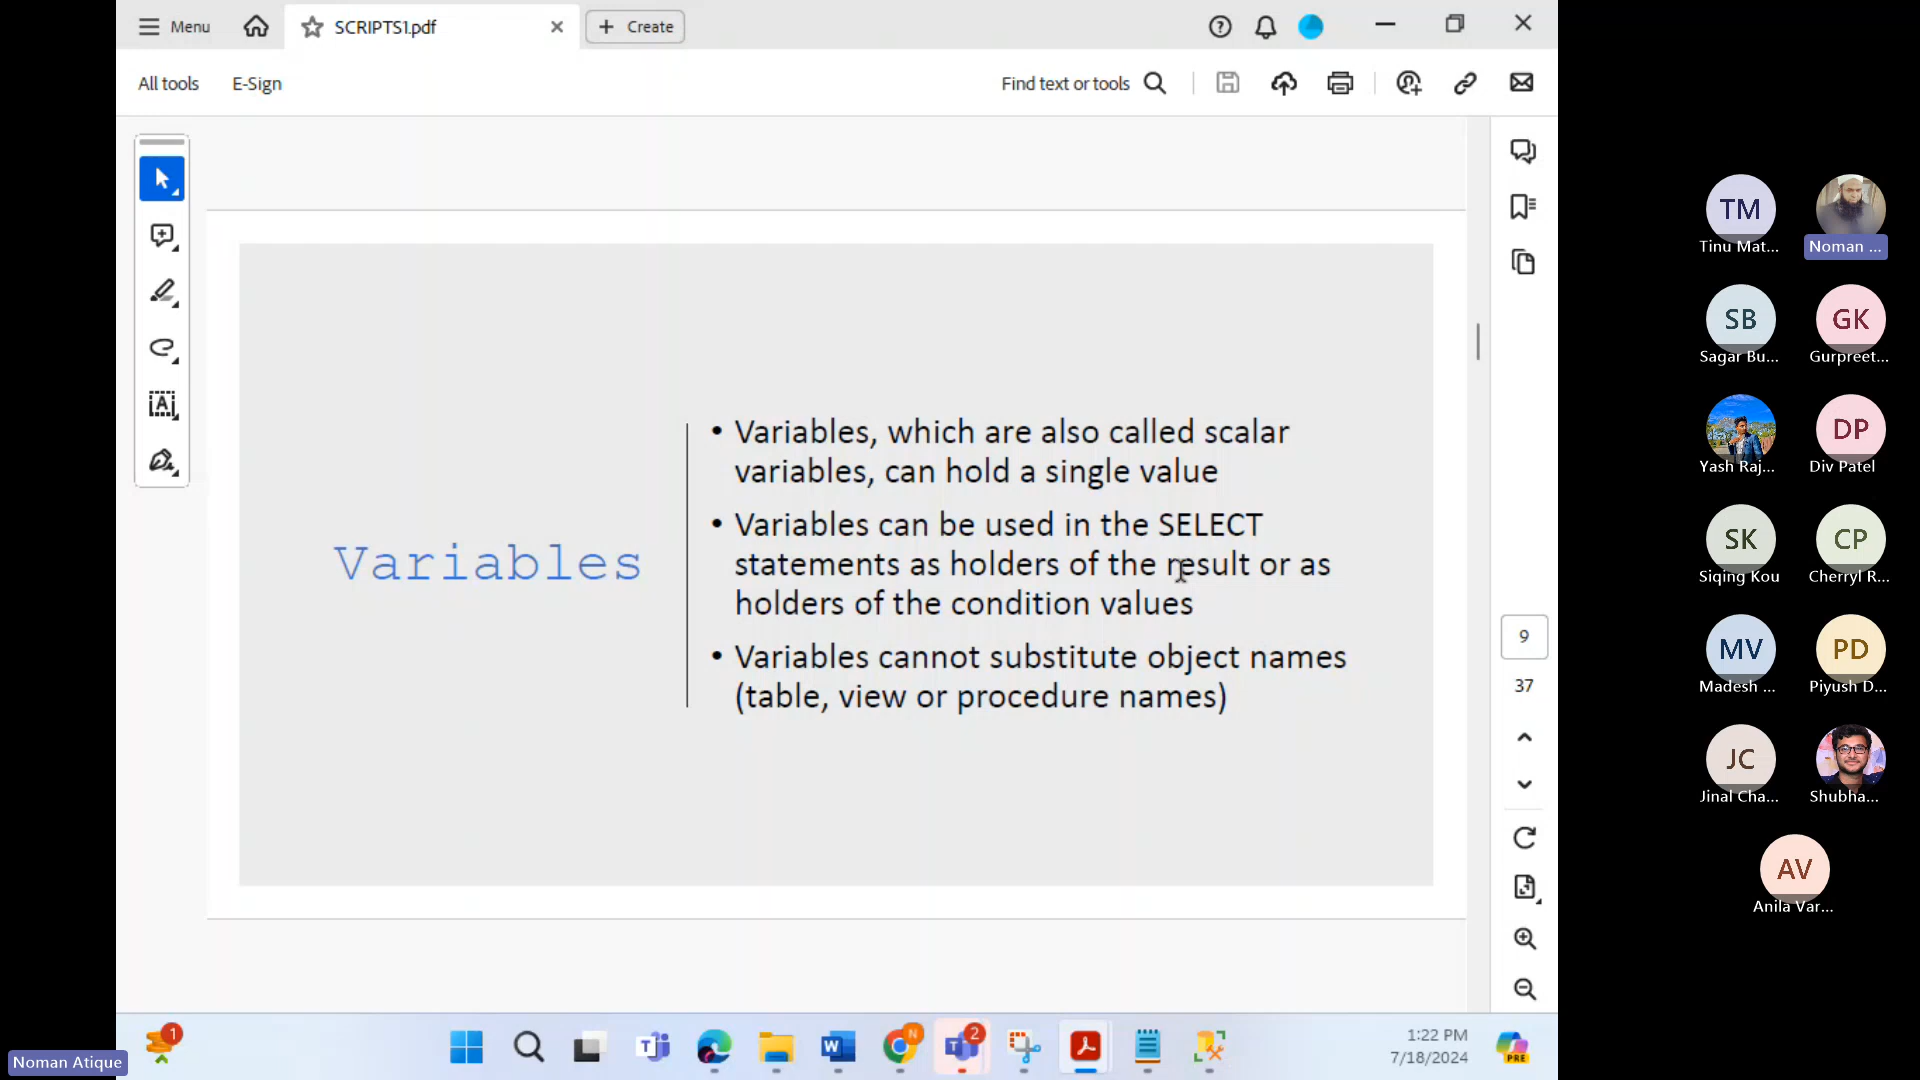 Menu
SCRIPTS1.pdf
Create
All tools
E-Sign
Find text or tools
Variables
• Variables, which are also called scalar
variables, can hold a single value
• Variables can be used in the SELECT
statements as holders of the result or as
holders of the condition values
• Variables cannot substitute object names
(table, view or procedure names)
9
37
TM
Tinu Mat...
Noman ...
SB
Sagar Bu...
GK
Gurpreet...
Yash Raj...
DP
Div Patel
SK
Siqing Kou
CP
Cherryl R...
MV
Madesh ...
PD
Piyush D...
JC
Jinal Cha...
Shubha...
AV
Anila Var...
1
N
2
1:22 PM
7/18/2024
PRE
Noman Atique